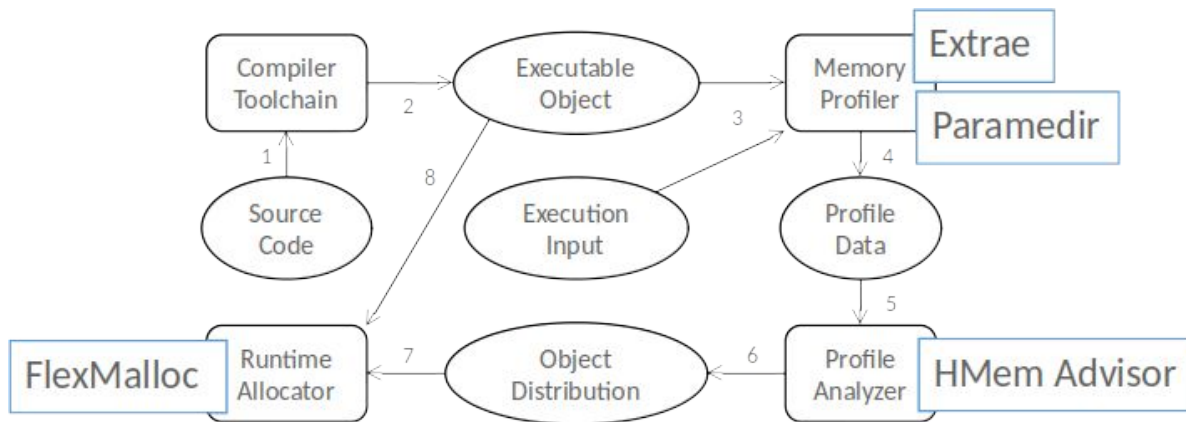 Compiler
Toolchain
2
Executable
Object
3
Memory
Profiler
Extrae
Paramedir
1
8
4
Source
Code
Execution
Input
Profile
Data
5
FlexMalloc
Runtime
Allocator
7
Object
Distribution
6
Profile
Analyzer
HMem Advisor